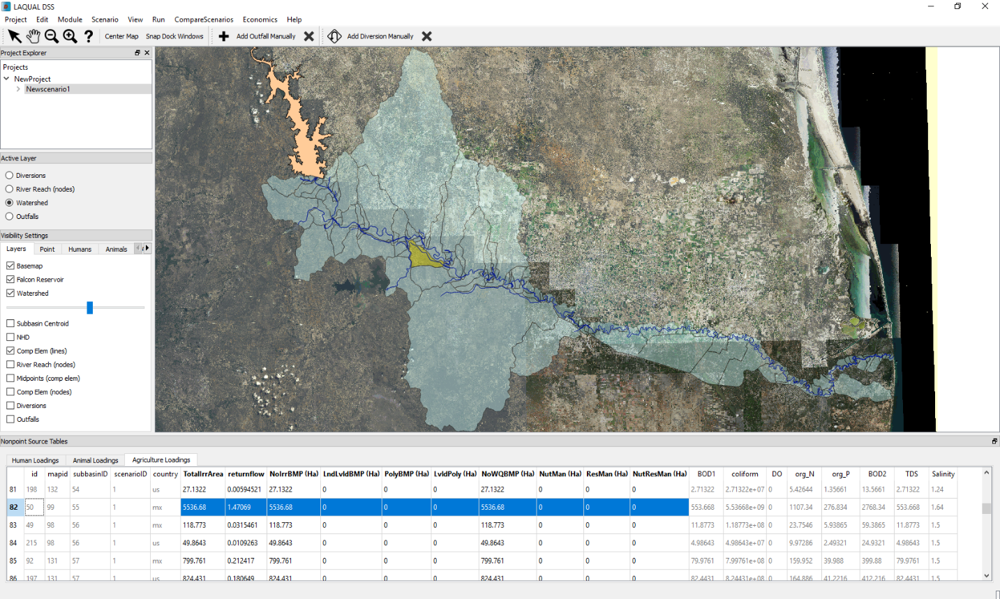 LAQUAL DSS
Project Edit Module Scenario View Run CompareScenarios Economics Help
? Center Map Snap Dock Windows Add Outfall Manually Add Diversion Manually
Project Explorer
Projects
NewProject
Newscenario1
Active Layer
Diversions
River Reach (nodes)
Watershed
Outfalls
Visibility Settings
Layers Point Humans Animals
Basemap
Falcon Reservoir
Watershed
Subbasin Centroid
NHD
Comp Elem (lines)
River Reach (nodes)
Midpoints (comp elem)
Comp Elem (nodes)
Diversions
Outfalls
Nonpoint Source Tables
Human Loadings Animal Loadings Agriculture Loadings
id mapid subbasinID scenarioID country TotalIrrArea returnflow NoIrrBMP (Ha) LndLvldBMP (Ha) PolyBMP (Ha) LvldPoly (Ha) NoWQBMP (Ha) NutMan (Ha) ResMan (Ha) NutResMan (Ha) BOD1 coliform DO org_N org_P BOD2 TDS Salinity
81 198 132 54 1 us 27.1322 0.00594521 27.1322 0 0 0 27.1322 0 0 0 2.71322 2.71322e+07 0 5.42644 1.35661 13.5661 2.71322 1.24
82 50 99 55 1 mx 5536.68 1.47069 5536.68 0 0 0 5536.68 0 0 0 553.668 5.53668e+09 0 1107.34 276.834 2768.34 553.668 1.64
83 49 98 56 1 mx 118.773 0.0315461 118.773 0 0 0 118.773 0 0 0 11.8773 1.18773e+08 0 23.7546 5.93865 59.3865 11.8773 1.5
84 215 98 56 1 us 49.8643 0.0109263 49.8643 0 0 0 49.8643 0 0 0 4.98643 4.98643e+07 0 9.97286 2.49321 24.9321 4.98643 1.5
85 92 131 57 1 mx 799.761 0.212417 799.761 0 0 0 799.761 0 0 0 79.9761 7.99761e+08 0 159.952 39.988 399.88 79.9761 1.5
86 197 131 57 1 us 824.431 0.180649 824.431 0 0 0 824.431 0 0 0 82.4431 8.24431e+08 0 164.886 41.2216 412.216 82.4431 1.5